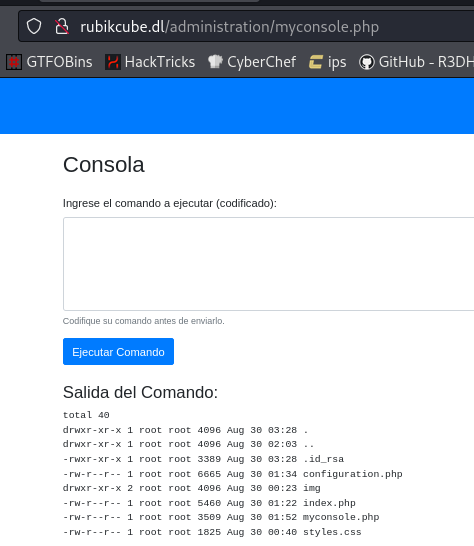 rubikcube.dl/administration/myconsole.php
GTFOBins HackTricks CyberChef ips GitHub - R3DH
Consola
Ingrese el comando a ejecutar (codificado):
Codifique su comando antes de enviarlo.
Ejecutar Comando
Salida del Comando:
total 40
drwxr-xr-x 1 root root 4096 Aug 30 03:28 .
drwxr-xr-x 1 root root 4096 Aug 30 02:03 ..
-rwxr-xr-x 1 root root 3389 Aug 30 03:28 .id_rsa
-rw-r--r-- 1 root root 6665 Aug 30 01:34 configuration.php
drwxr-xr-x 2 root root 4096 Aug 30 00:23 img
-rw-r--r-- 1 root root 5460 Aug 30 01:22 index.php
-rw-r--r-- 1 root root 3509 Aug 30 01:52 myconsole.php
-rw-r--r-- 1 root root 1825 Aug 30 00:40 styles.css